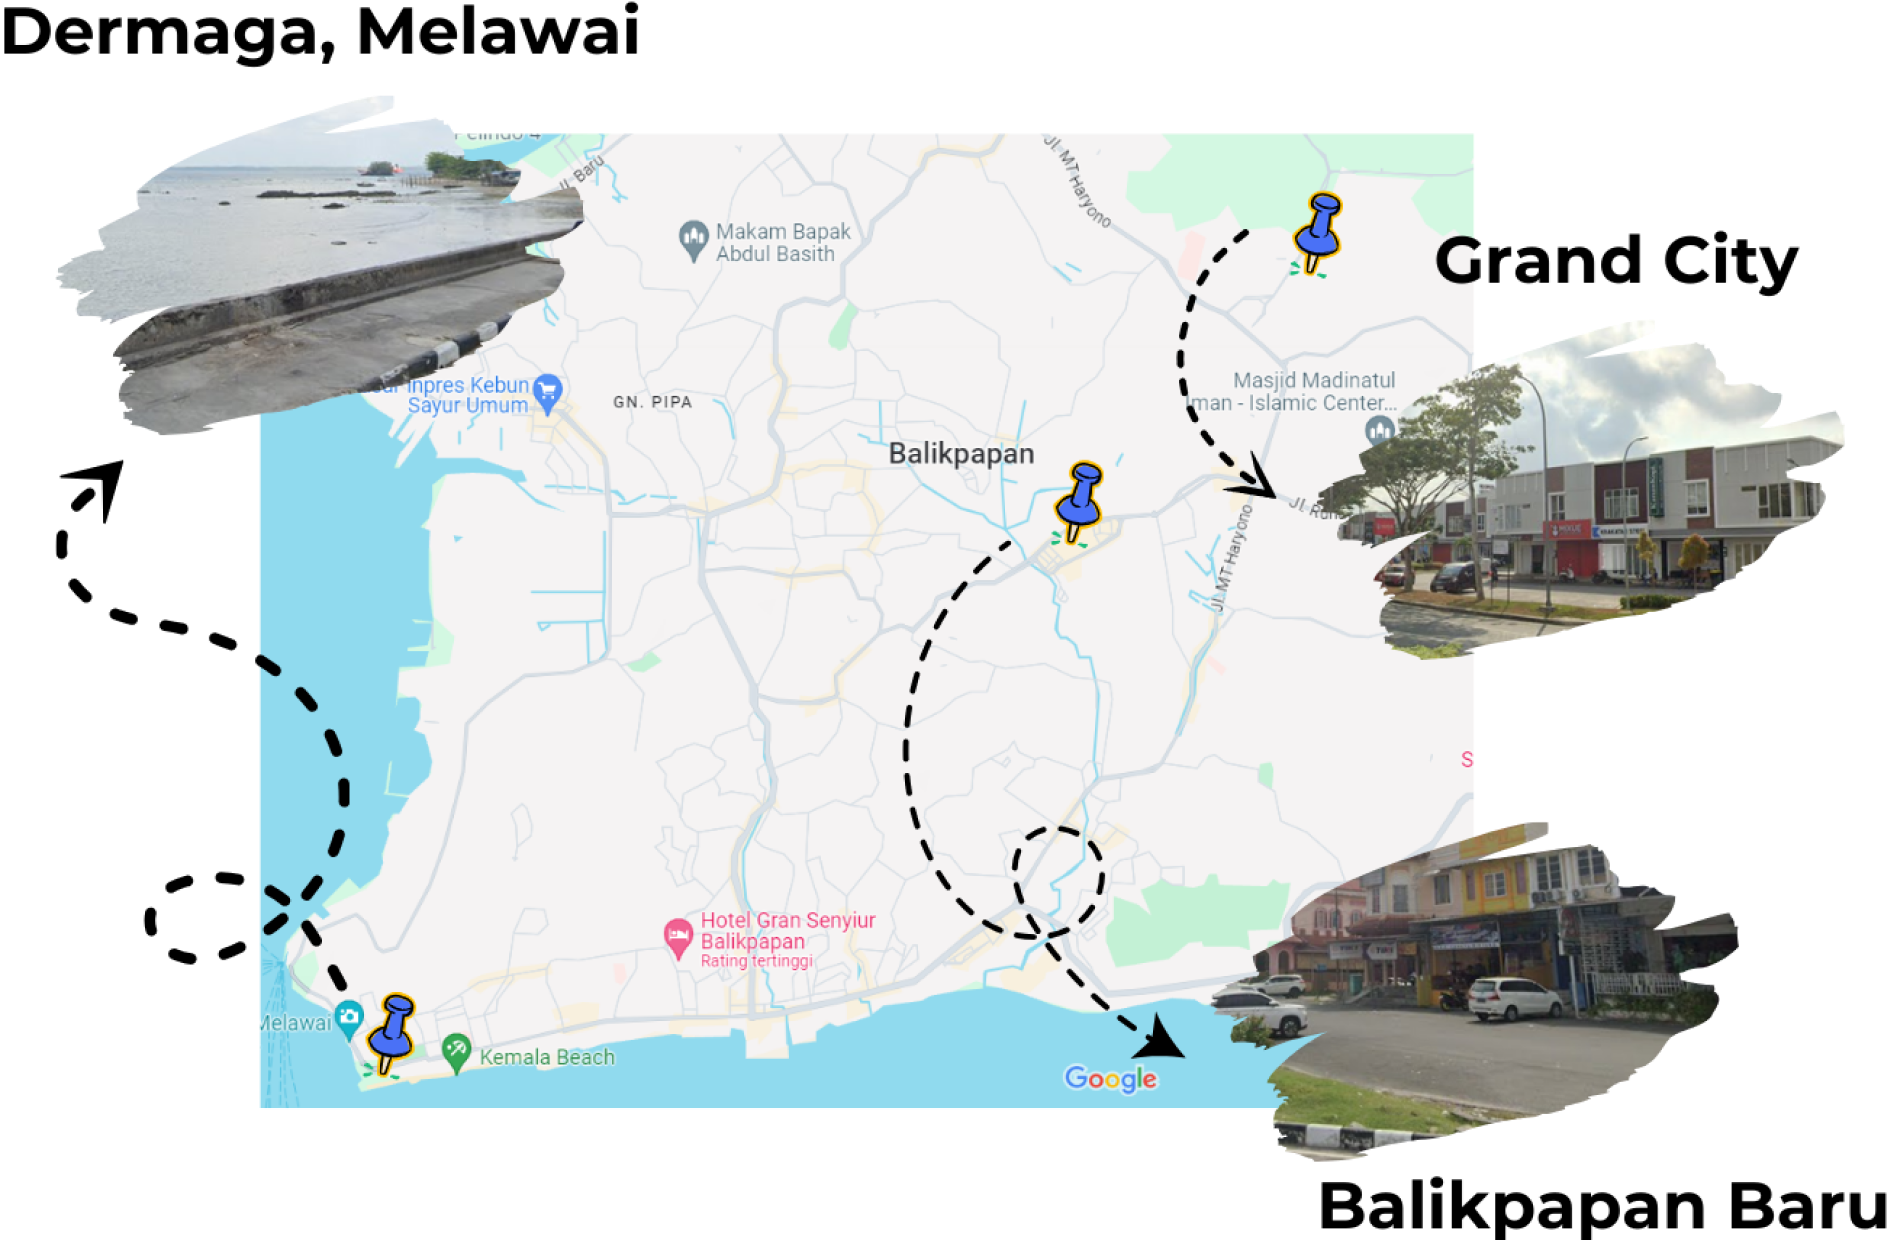 Dermaga, Melawai
Pelindo 4
Jl. Baru
Jl. MT Haryono
Makam Bapak
Abdul Basith
Grand City
Inpres Kebun
Sayur Umum
GN. PIPA
Masjid Madinatul
Iman - Islamic Center...
Balikpapan
Jl. MT Haryono
MIXUE
Hotel Gran Senyiur
Balikpapan
Rating tertinggi
Melawai
Kemala Beach
Google
S
Balikpapan Baru